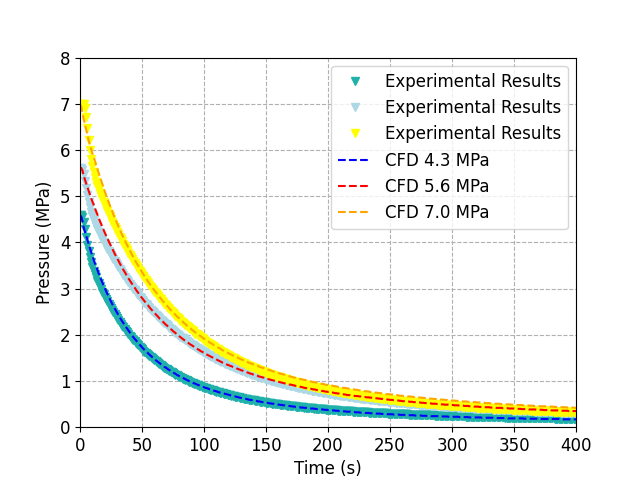 8
7
6
5
4
3
2
1
0
Pressure (MPa)
Experimental Results
Experimental Results
Experimental Results
CFD 4.3 MPa
CFD 5.6 MPa
CFD 7.0 MPa
0 50 100 150 200 250 300 350 400
Time (s)